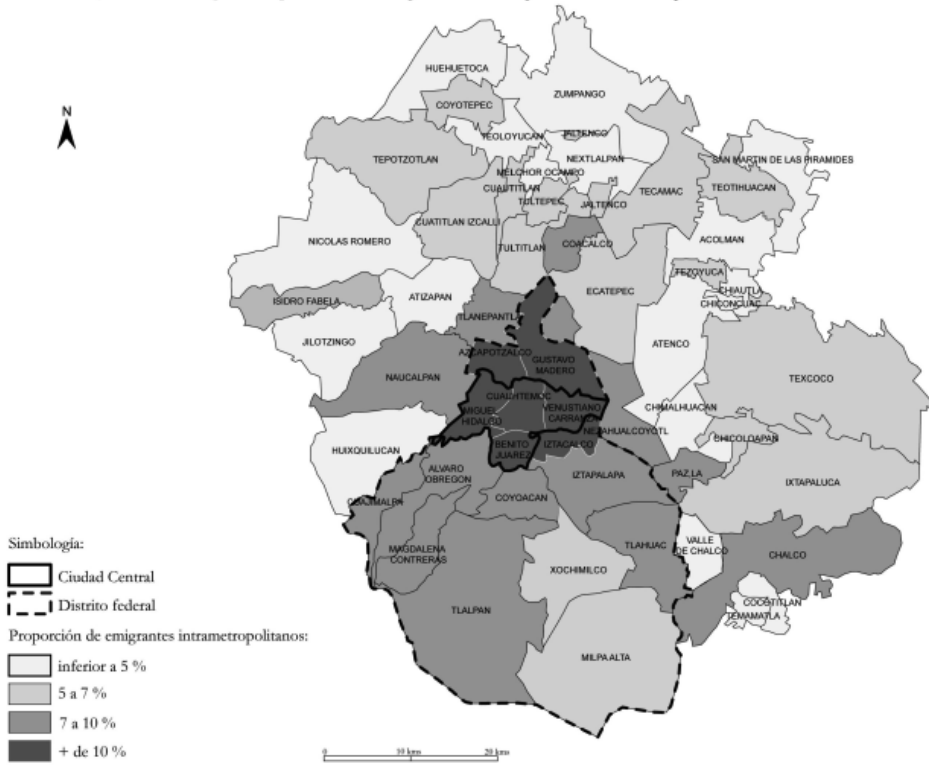 HUEHUETOCA
ZUMPANGO
COYOTEPEC
N
TEOLOYUCAN
JALTENCO
TEPOTZOTLAN
NEXTLALPAN
SAN MARTIN DE LAS PIRAMIDES
MELCHOR OCAMPO
CUAUTITLAN
TECAMAC
TEOTIHUACAN
TULTEPEC
JALTENCO
CUATITLAN IZCALLI
NICOLAS ROMERO
TULTITLAN
COACALCO
ACOLMAN
TEZOYUCA
ISIDRO FABELA
ATIZAPAN
ECATEPEC
CHIAUTLA
CHICONCUAC
TLANEPANTLA
JILOTZINGO
ATENCO
AZCAPOTZALCO
GUSTAVO
MADERO
NAUCALPAN
TEXCOCO
CUAUHTEMOC
MIGUEL
HIDALGO
VENUSTIANO
CARRANZA
CHIMALHUACAN
NEZAHUALCOYOTL
HUIXQUILUCAN
BENITO
JUAREZ
IZTACALCO
CHICOLOAPAN
ALVARO
OBREGON
IZTAPALAPA
PAZ,LA
IXTAPALUCA
CUAJIMALPA
COYOACAN
Simbología:
MAGDALENA
CONTRERAS
TLAHUAC
VALLE
DE CHALCO
CHALCO
XOCHIMILCO
Ciudad Central
Distrito federal
TLALPAN
COCOTITLAN
TEMAMATLA
Proporción de emigrantes intrametropolitanos:
MILPA ALTA
inferior a 5 %
5 a 7 %
7 a 10 %
+ de 10 %
0 10 kms 20 kms